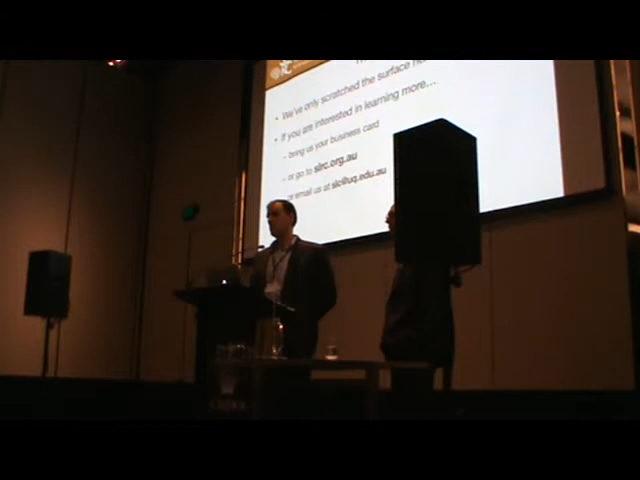 • We've only scratched the surface
• If you are interested in learning more...
– bring us your business card
– or go to slrc.org.au
or email us at slc@uq.edu.au